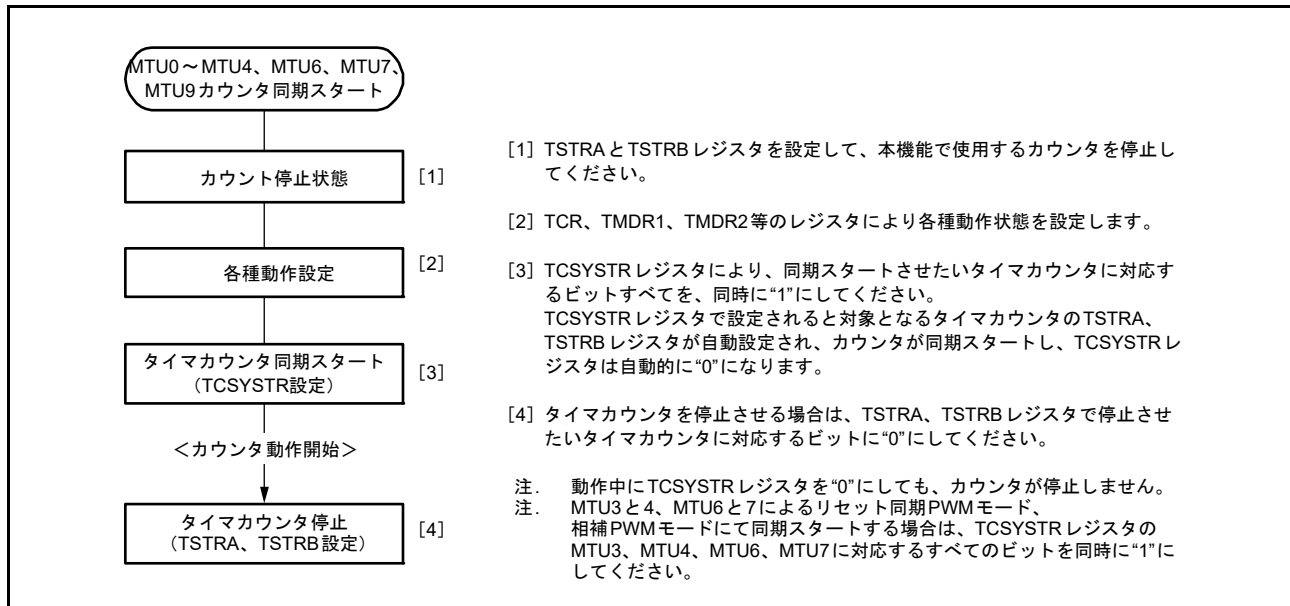 MTU0～MTU4、MTU6、MTU7、
MTU9カウンタ同期スタート
カウント停止状態
[1]
各種動作設定
[2]
タイマカウンタ同期スタート
（TCSYSTR設定）
[3]
＜カウンタ動作開始＞
タイマカウンタ停止
（TSTRA、TSTRB設定）
[4]
[1] TSTRAとTSTRBレジスタを設定して、本機能で使用するカウンタを停止し
てください。
[2] TCR、TMDR1、TMDR2等のレジスタにより各種動作状態を設定します。
[3] TCSYSTRレジスタにより、同期スタートさせたいタイマカウンタに対応す
るビットすべてを、同時に“1”にしてください。
TCSYSTRレジスタで設定されると対象となるタイマカウンタのTSTRA、
TSTRBレジスタが自動設定され、カウンタが同期スタートし、TCSYSTRレ
ジスタは自動的に“0”になります。
[4] タイマカウンタを停止させる場合は、TSTRA、TSTRBレジスタで停止させ
たいタイマカウンタに対応するビットに“0”にしてください。
注. 動作中にTCSYSTRレジスタを“0”にしても、カウンタが停止しません。
注. MTU3と4、MTU6と7によるリセット同期PWMモード、
相補PWMモードにて同期スタートする場合は、TCSYSTRレジスタの
MTU3、MTU4、MTU6、MTU7に対応するすべてのビットを同時に“1”に
してください。